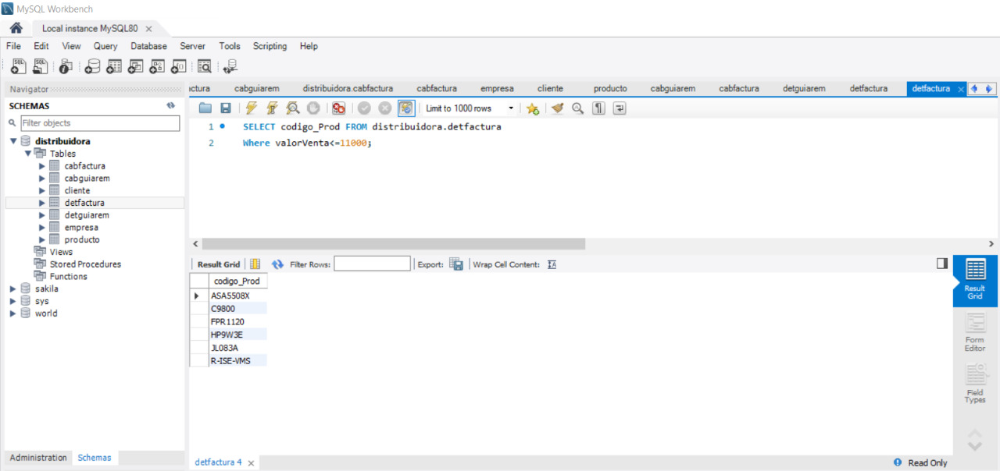 MySQL Workbench
Local instance MySQL80
File Edit View Query Database Server Tools Scripting Help
Navigator
SCHEMAS
Filter objects
distribuidora
Tables
cabfactura
cabguiarem
cliente
detfactura
detguiarem
empresa
producto
Views
Stored Procedures
Functions
sakila
sys
world
Administration Schemas
ctura cabguiarem distribuidora.cabfactura cabfactura empresa cliente producto cabguiarem cabfactura detguiarem detfactura detfactura
Limit to 1000 rows
1 SELECT codigo_Prod FROM distribuidora.detfactura
2 Where valorVenta<=11000;
Result Grid Filter Rows: Export: Wrap Cell Content:
codigo_Prod
ASA5508X
C9800
FPR1120
HP9W3E
JL083A
R-ISE-VMS
Result
Grid
Form
Editor
Field
Types
detfactura 4
Read Only